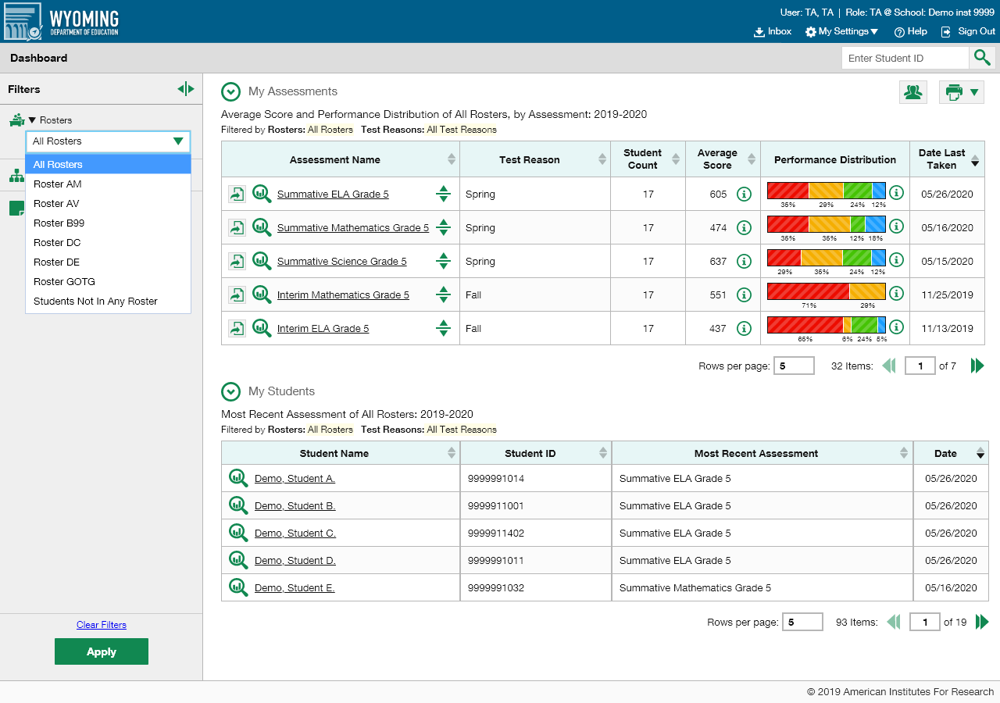 WYOMING
DEPARTMENT OF EDUCATION
User: TA, TA | Role: TA @ School: Demo inst 9999
Inbox My Settings Help Sign Out
Dashboard
Enter Student ID
Filters
Rosters
All Rosters
All Rosters
Roster AM
Roster AV
Roster B99
Roster DC
Roster DE
Roster GOTG
Students Not In Any Roster
Clear Filters
Apply
My Assessments
Average Score and Performance Distribution of All Rosters, by Assessment: 2019-2020
Filtered by Rosters: All Rosters Test Reasons: All Test Reasons
Assessment Name Test Reason Student Count Average Score Performance Distribution Date Last Taken
Summative ELA Grade 5 Spring 17 605 05/26/2020
35% 29% 24% 12%
Summative Mathematics Grade 5 Spring 17 474 05/16/2020
35% 35% 12% 18%
Summative Science Grade 5 Spring 17 637 05/15/2020
29% 35% 24% 12%
Interim Mathematics Grade 5 Fall 17 551 11/25/2019
71% 29%
Interim ELA Grade 5 Fall 17 437 11/13/2019
65% 6% 24% 5%
Rows per page: 5 32 Items: 1 of 7
My Students
Most Recent Assessment of All Rosters: 2019-2020
Filtered by Rosters: All Rosters Test Reasons: All Test Reasons
Student Name Student ID Most Recent Assessment Date
Demo, Student A. 9999991014 Summative ELA Grade 5 05/26/2020
Demo, Student B. 9999911001 Summative ELA Grade 5 05/26/2020
Demo, Student C. 9999911402 Summative ELA Grade 5 05/26/2020
Demo, Student D. 9999991011 Summative ELA Grade 5 05/26/2020
Demo, Student E. 9999991032 Summative Mathematics Grade 5 05/16/2020
Rows per page: 5 93 Items: 1 of 19
© 2019 American Institutes For Research